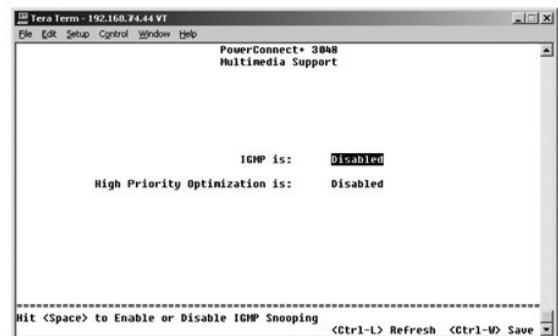 Tera Term - 192.168.74.44 VT
File Edit Setup Control Window Help
PowerConnect+ 3048
Multimedia Support
IGMP is: Disabled
High Priority Optimization is: Disabled
Hit <Space> to Enable or Disable IGMP Snooping
<Ctrl-L> Refresh <Ctrl-W> Save